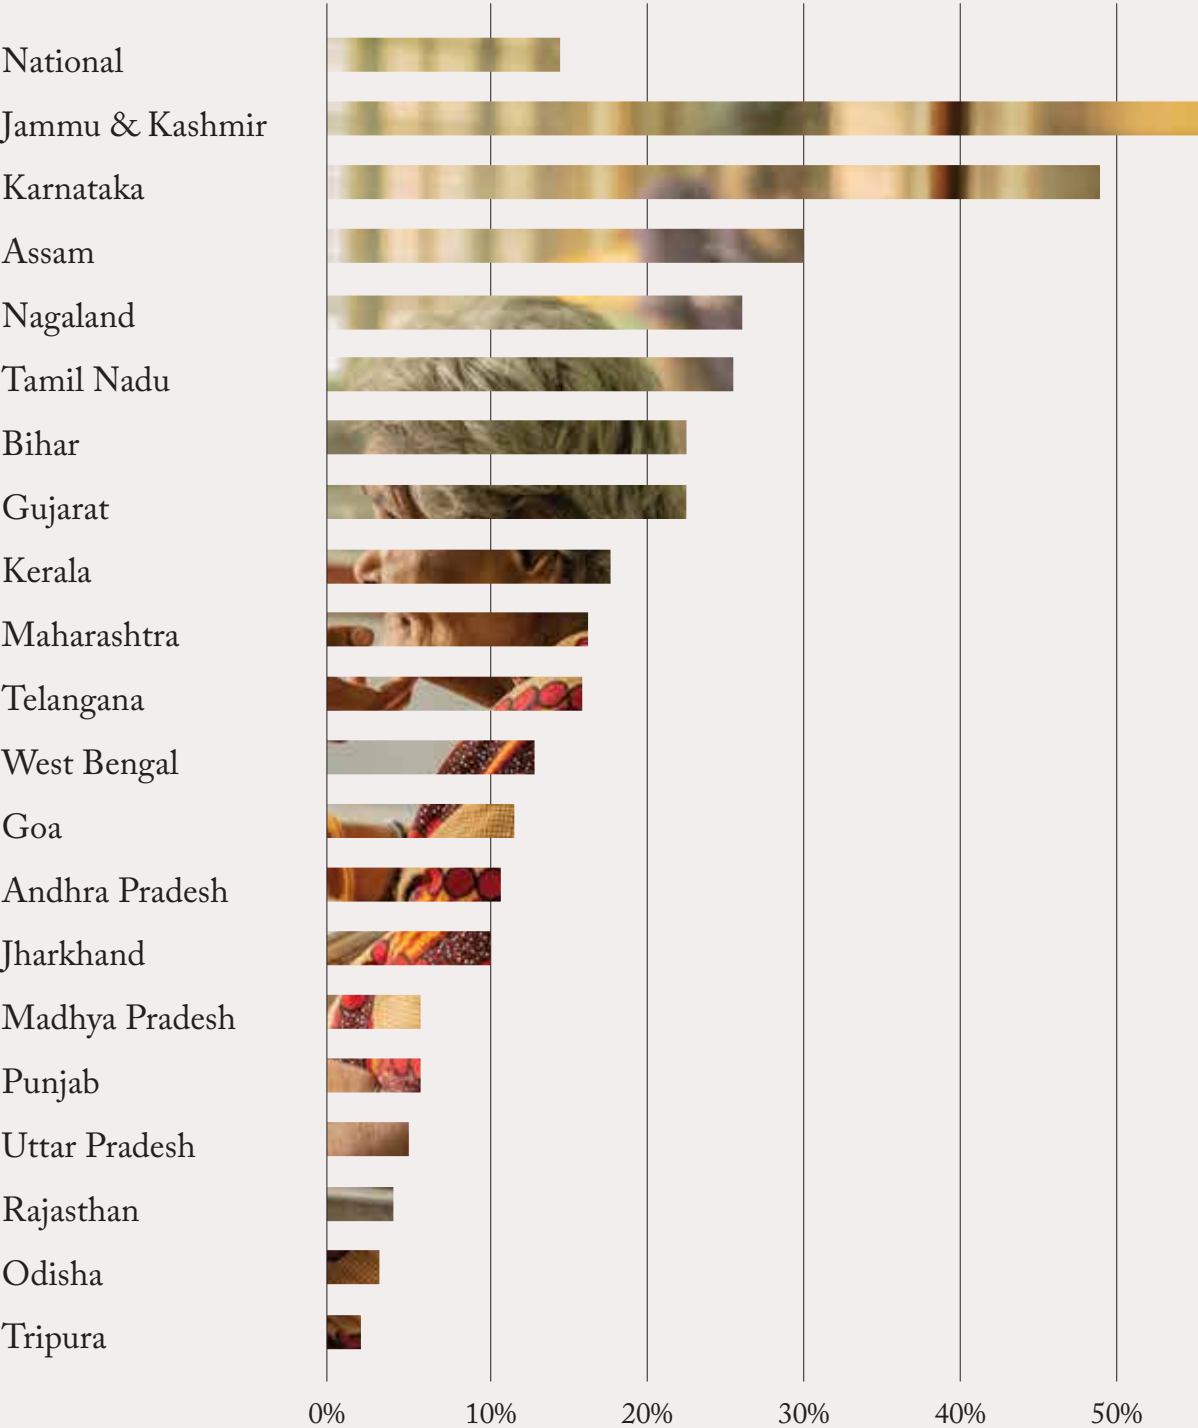 National
Jammu & Kashmir
Karnataka
Assam
Nagaland
Tamil Nadu
Bihar
Gujarat
Kerala
Maharashtra
Telangana
West Bengal
Goa
Andhra Pradesh
Jharkhand
Madhya Pradesh
Punjab
Uttar Pradesh
Rajasthan
Odisha
Tripura
0% 10% 20% 30% 40% 50%